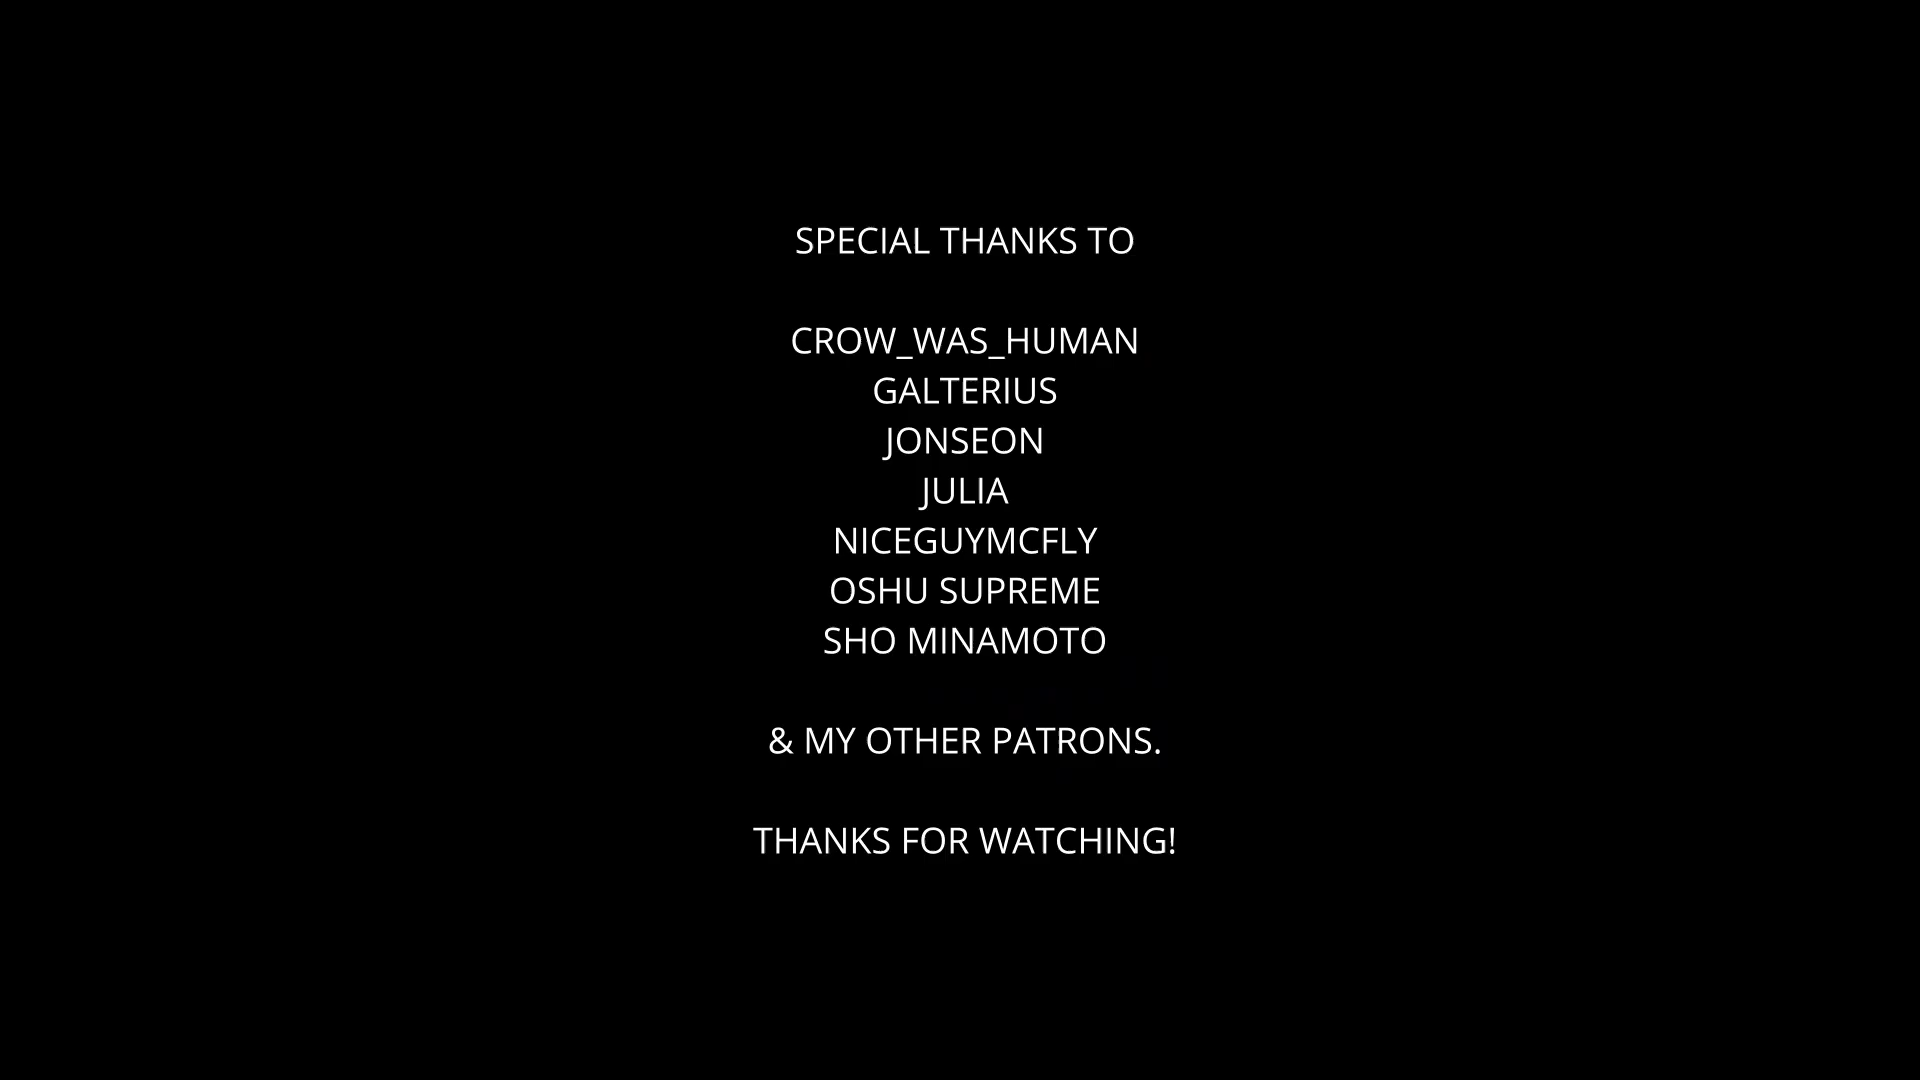 SPECIAL THANKS TO
CROW_WAS_HUMAN
GALTERIUS
JONSEON
JULIA
NICEGUYMCFLY
OSHU SUPREME
SHO MINAMOTO
& MY OTHER PATRONS.
THANKS FOR WATCHING!